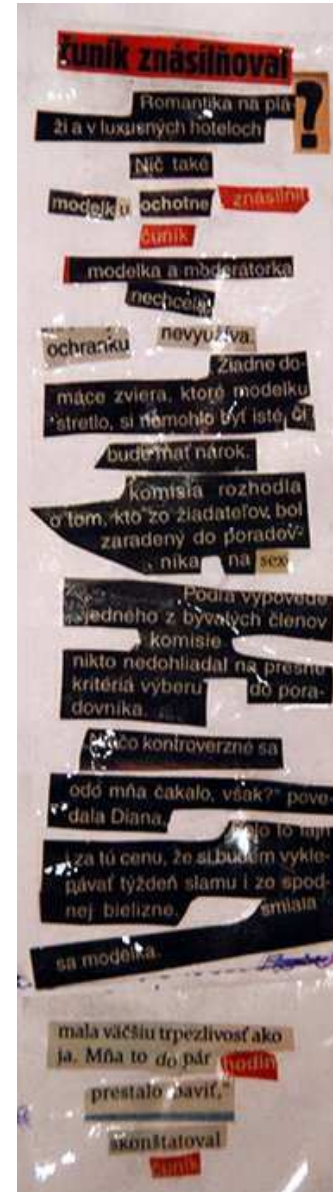 čuník znásilňoval
Romantika na plá-
ži a v luxusných hoteloch ?
Nič také
modelku ochotne znásilnil
čuník
modelka a moderátorka
nechcela
ochranku nevyužíva.
Žiadne do-
máce zviera, ktoré modelku
stretlo, si nemohlo byť isté, či
bude mať nárok.
komisia rozhodla
o tom, kto zo žiadateľov bol
zaradený do poradov-
níka na sex
Podľa výpovede
jedného z bývalých členov
komisie
nikto nedohliadal na presné
kritériá výberu do pora-
dovníka.
čo kontroverzné sa
odo mňa čakalo, však?" pove-
dala Diana.
to
za tú cenu, že si budem vykle-
pávať týždeň slamu i zo spod-
nej bielizne, smiala
sa modelka.
mala väčšiu trpezlivosť ako
ja. Mňa to do pár hodín
prestalo baviť,"
skonštatoval
čuník